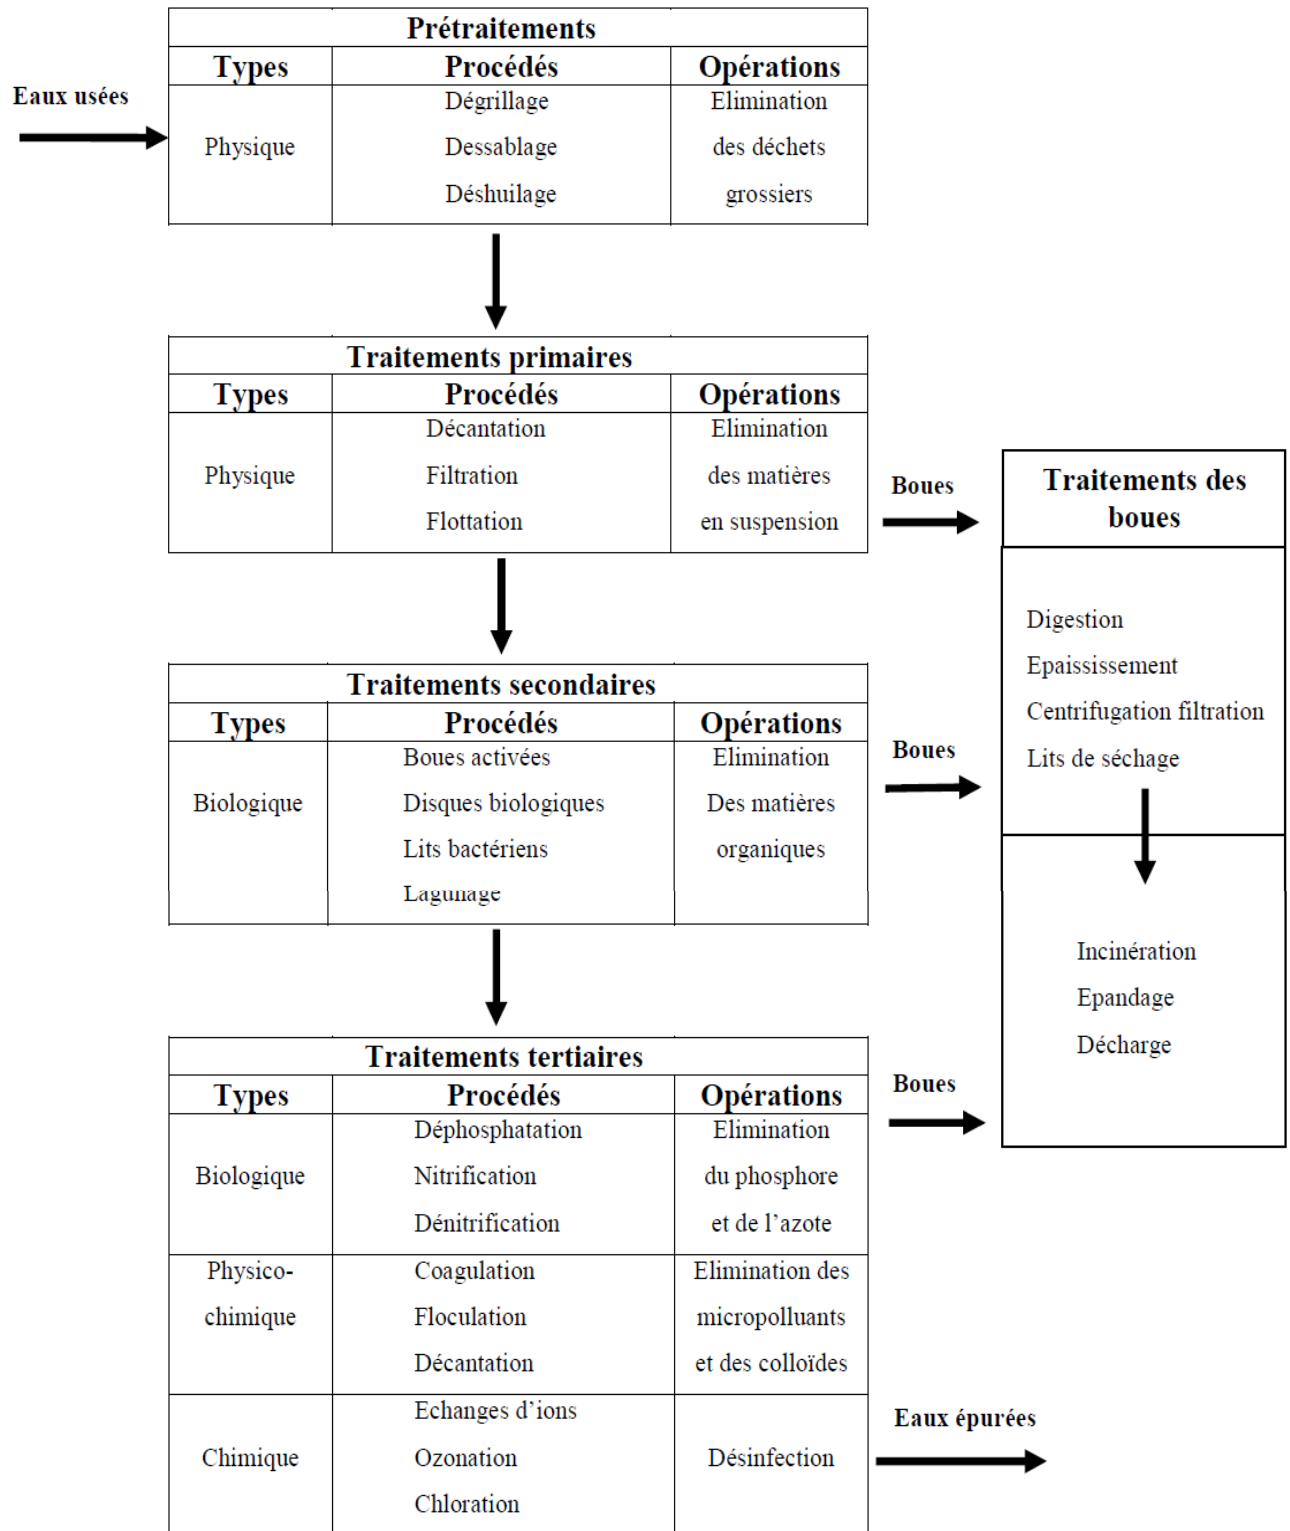 Prétraitements
Types Procédés Opérations
Eaux usées
Dégrillage Elimination
Physique Dessablage des déchets
Déshuilage grossiers
Traitements primaires
Types Procédés Opérations
Décantation Elimination
Physique Filtration des matières
Flottation en suspension
Boues
Traitements des
boues
Digestion
Epaississement
Centrifugation filtration
Lits de séchage
Traitements secondaires
Types Procédés Opérations
Boues activées Elimination
Biologique Disques biologiques Des matières
Lits bactériens organiques
Lagunage
Boues
Incinération
Epandage
Décharge
Traitements tertiaires
Types Procédés Opérations
Boues
Déphosphatation Elimination
Biologique Nitrification du phosphore
Dénitrification et de l’azote
Physico- Coagulation Elimination des
chimique Floculation micropolluants
Décantation et des colloïdes
Echanges d’ions
Chimique Ozonation Désinfection
Chloration
Eaux épurées